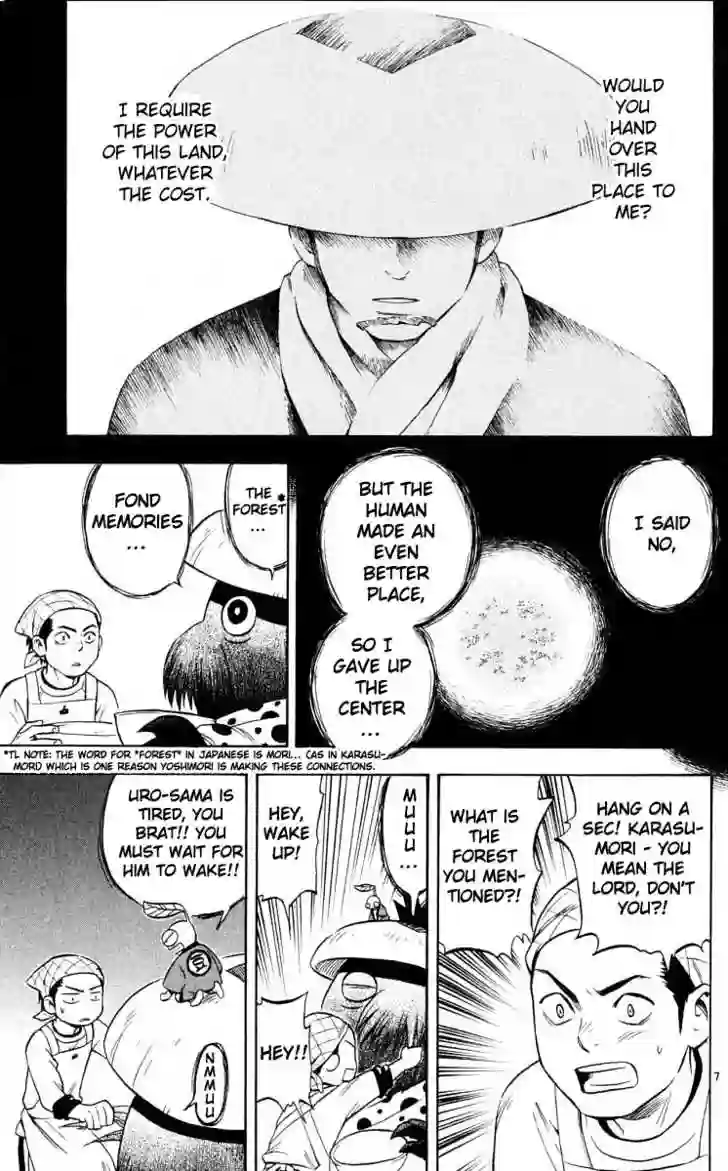 WOULD
YOU
HAND
OVER
THIS
PLACE TO
ME?
I REQUIRE
THE POWER
OF THIS LAND,
WHATEVER
THE COST.
I SAID
NO,
BUT THE
HUMAN
MADE AN
EVEN
BETTER
PLACE,
SO I
GAVE UP
THE
CENTER
...
THE
FOREST*
...
FOND
MEMORIES
...
*TL NOTE: THE WORD FOR "FOREST" IN JAPANESE IS MORI... (AS IN KARASU-
MORI) WHICH IS ONE REASON YOSHIMORI IS MAKING THESE CONNECTIONS.
HANG ON A
SEC! KARASU-
MORI - YOU
MEAN THE
LORD, DON'T
YOU?!
WHAT IS
THE
FOREST
YOU MEN-
TIONED?!
MUUU...
HEY,
WAKE
UP!
HEY!!
URO-SAMA IS
TIRED, YOU
BRAT!! YOU
MUST WAIT FOR
HIM TO WAKE!!
豆
NMMUU
7